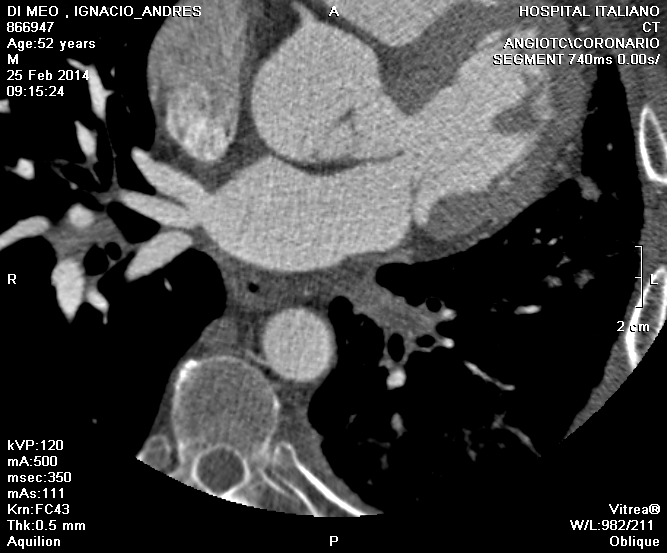 DI MEO , IGNACIO_ANDRES
866947
Age:52 years
M
25 Feb 2014
09:15:24
A
HOSPITAL ITALIANO
CT
ANGIOTC\CORONARIO
SEGMENT 740ms 0.00s/
R
L
2 cm
kVP:120
mA:500
msec:350
mAs:111
Krn:FC43
Thk:0.5 mm
Aquilion
P
Vitrea®
W/L:982/211
Oblique